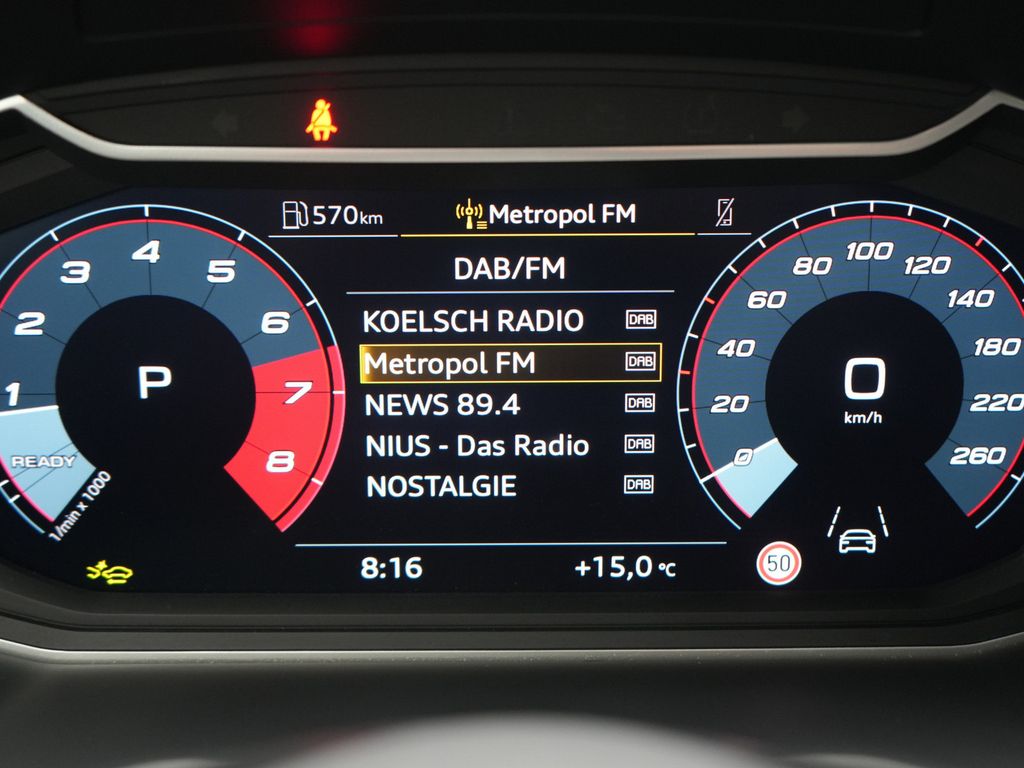 570km
Metropol FM
DAB/FM
KOELSCH RADIO DAB
Metropol FM DAB
NEWS 89.4 DAB
NIUS - Das Radio DAB
NOSTALGIE DAB
8:16 +15,0 °C
READY
1
2
3
4
5
6
7
8
1/min x 1000
P
0
20
40
60
80
100
120
140
180
220
260
0
km/h
50